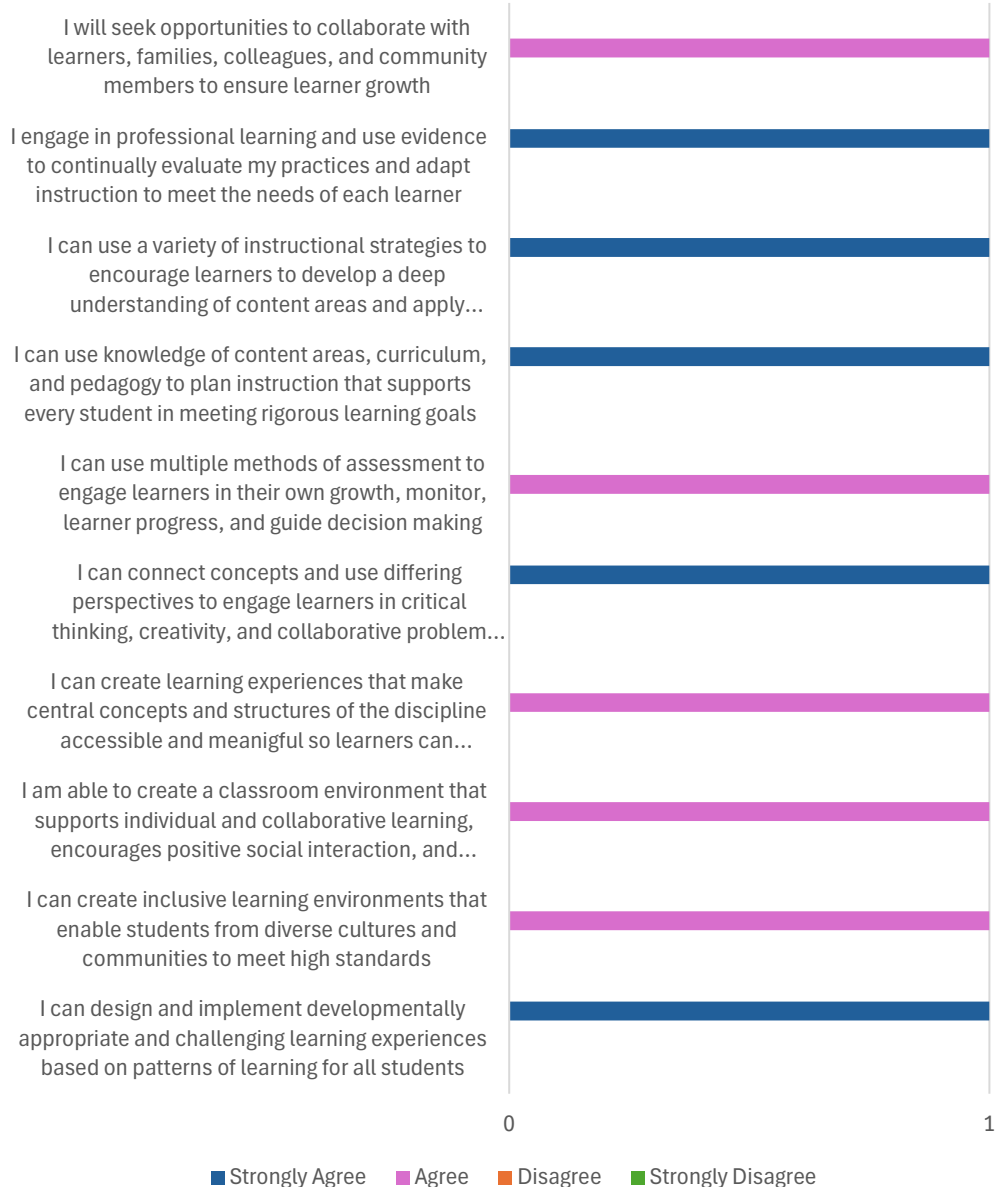 I will seek opportunities to collaborate with
learners, families, colleagues, and community
members to ensure learner growth
I engage in professional learning and use evidence
to continually evaluate my practices and adapt
instruction to meet the needs of each learner
I can use a variety of instructional strategies to
encourage learners to develop a deep
understanding of content areas and apply...
I can use knowledge of content areas, curriculum,
and pedagogy to plan instruction that supports
every student in meeting rigorous learning goals
I can use multiple methods of assessment to
engage learners in their own growth, monitor,
learner progress, and guide decision making
I can connect concepts and use differing
perspectives to engage learners in critical
thinking, creativity, and collaborative problem...
I can create learning experiences that make
central concepts and structures of the discipline
accessible and meanigful so learners can...
I am able to create a classroom environment that
supports individual and collaborative learning,
encourages positive social interaction, and...
I can create inclusive learning environments that
enable students from diverse cultures and
communities to meet high standards
I can design and implement developmentally
appropriate and challenging learning experiences
based on patterns of learning for all students
0 1
Strongly Agree Agree Disagree Strongly Disagree